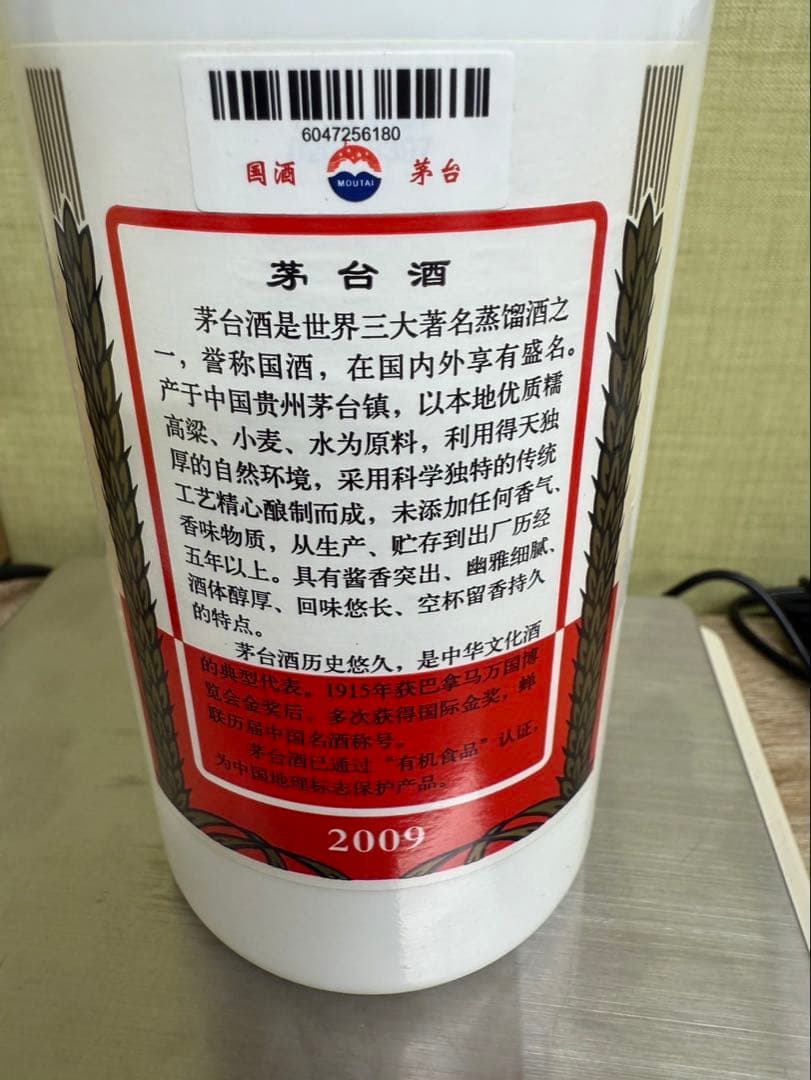 6047256180
国酒 MOUTAI 茅台
茅台酒
茅台酒是世界三大著名蒸馏酒之
一，誉称国酒，在国内外享有盛名。
产于中国贵州茅台镇，以本地优质糯
高粱、小麦、水为原料，利用得天独
厚的自然环境，采用科学独特的传统
工艺精心酿制而成，未添加任何香气、
香味物质，从生产、贮存到出厂历经
五年以上。具有酱香突出、幽雅细腻、
酒体醇厚、回味悠长、空杯留香持久
的特点。
茅台酒历史悠久，是中华文化酒
的典型代表。1915年获巴拿马万国博
览会金奖后，多次获得国际金奖，蝉
联历届中国名酒称号。
茅台酒已通过“有机食品”认证，
为中国地理标志保护产品。
2009